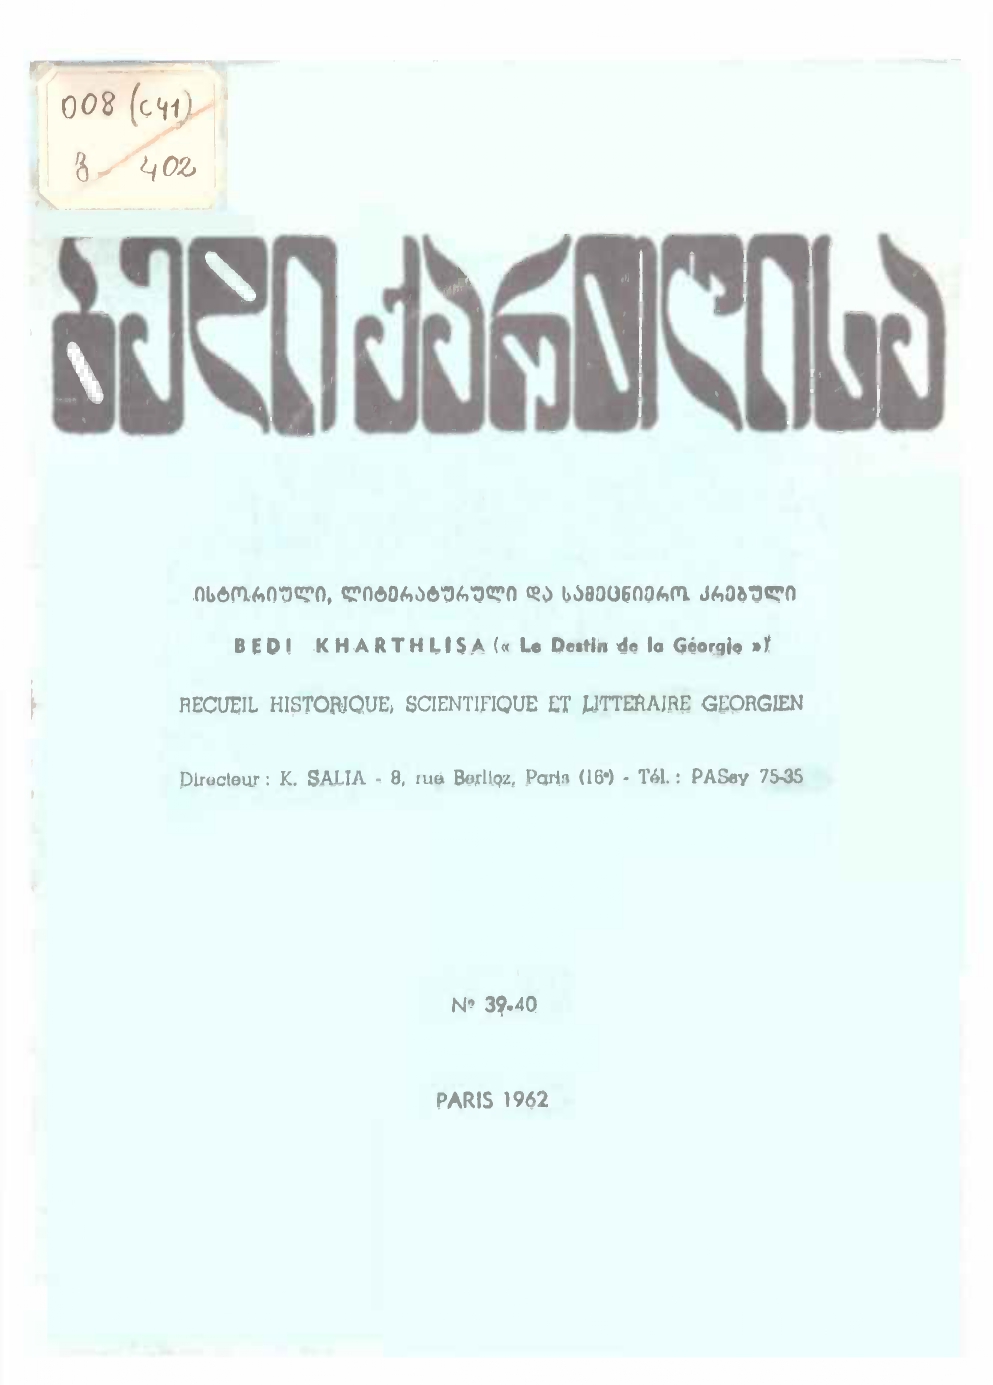 008 (c41)
ბ 402
ბედი ქართლისა
ისტორიული, ლიტერატურული და სამეცნიერო კრებული
BEDI KHARTHLISA (« Le Destin de la Géorgie »)
RECUEIL HISTORIQUE, SCIENTIFIQUE ET LITTERAIRE GEORGIEN
Directeur : K. SALIA - 8, rue Berlioz, Paris (16ᵉ) - Tél. : PASsy 75-35
N° 39-40
PARIS 1962